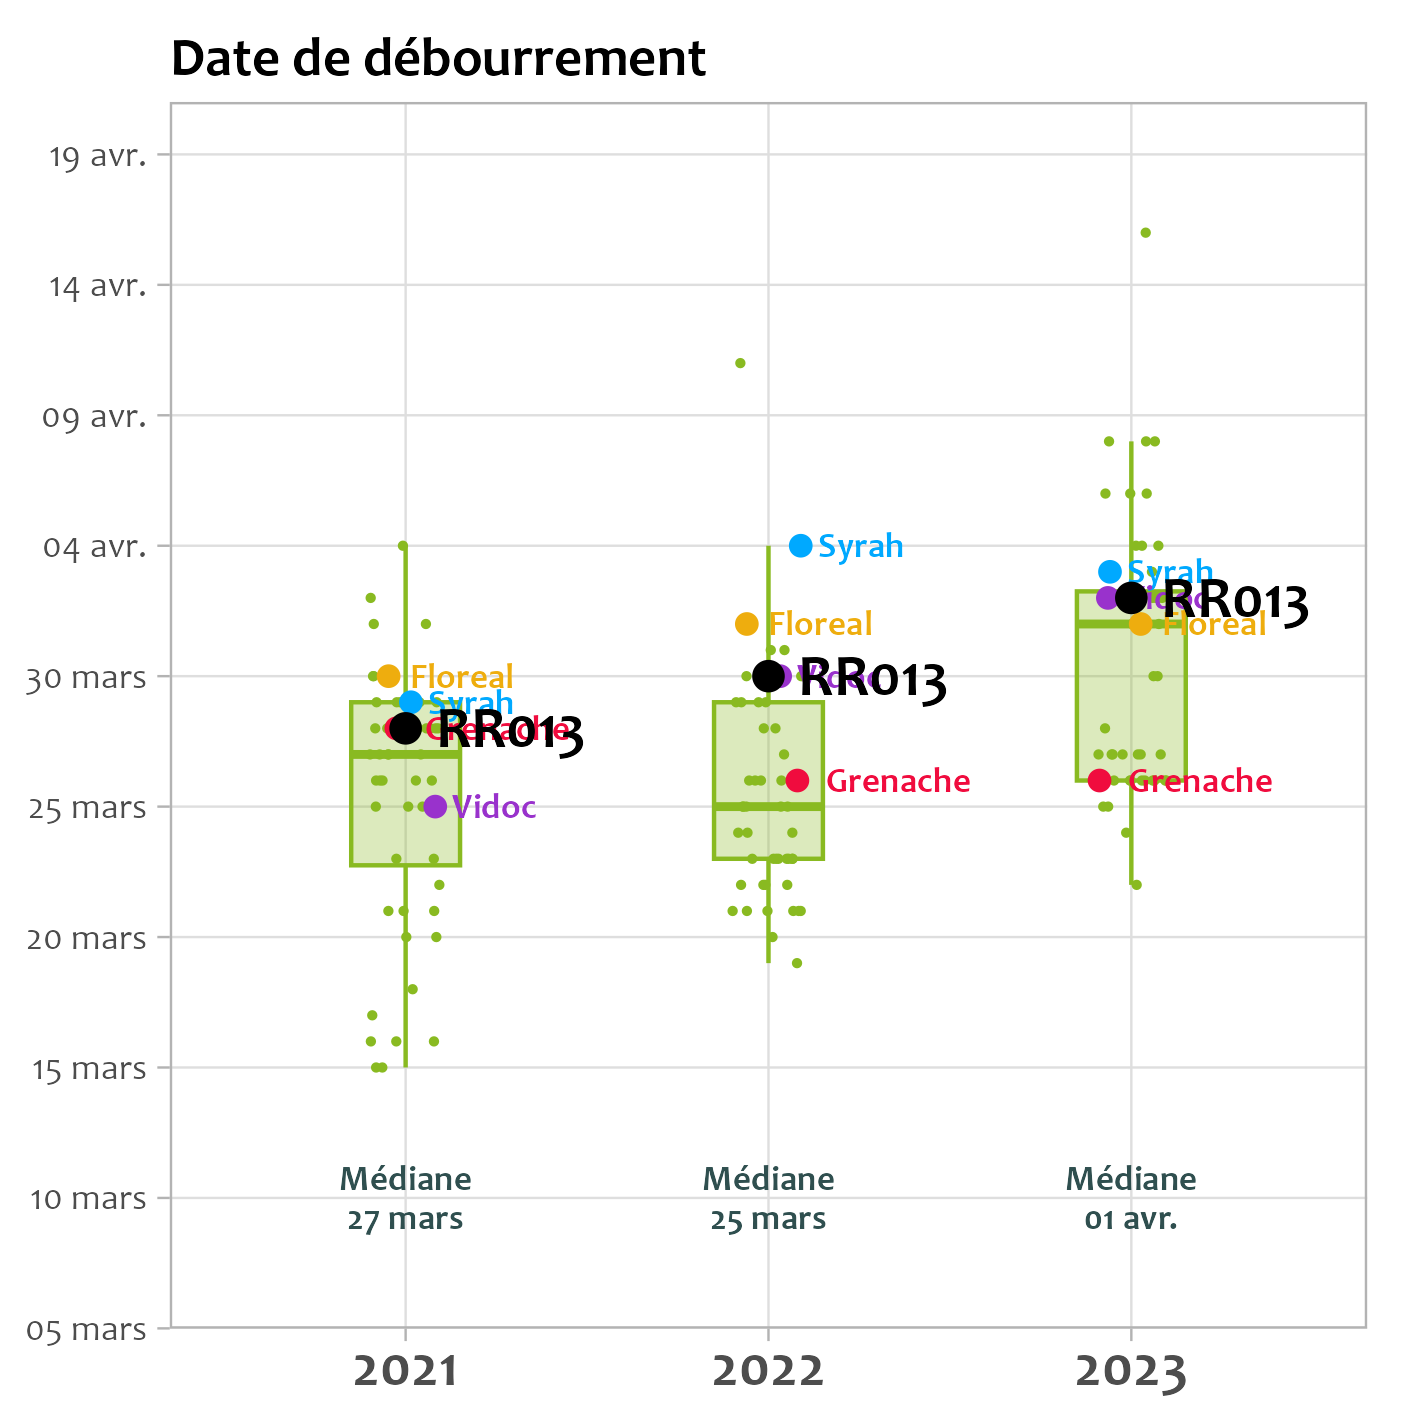 Date de débourrement
19 avr.
14 avr.
09 avr.
04 avr.
30 mars
25 mars
20 mars
15 mars
10 mars
05 mars
Floreal
Syrah
Grenache
RR013
Vidoc
Syrah
Floreal
Vidoc
RR013
Grenache
Syrah
Vidoc
RR013
Floreal
Grenache
Médiane
27 mars
Médiane
25 mars
Médiane
01 avr.
2021
2022
2023